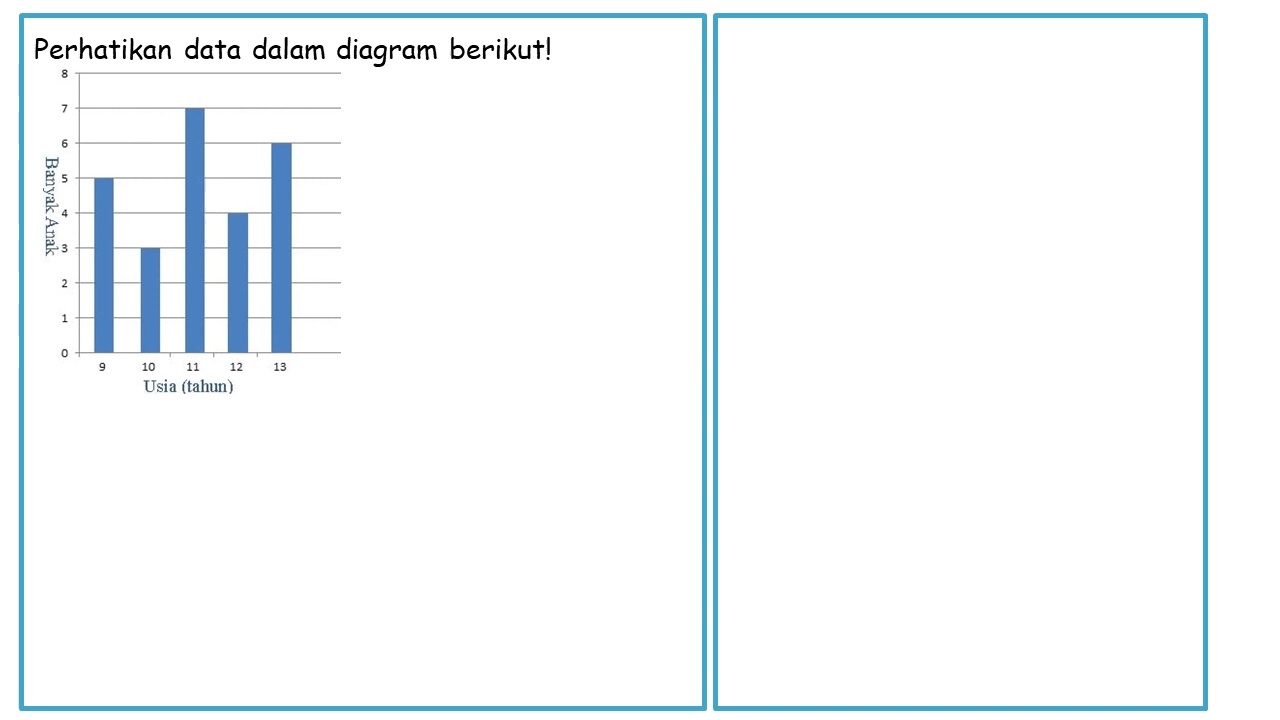 Perhatikan data dalam diagram berikut!
8
7
6
5
4
3
2
1
0
Banyak Anak
9 10 11 12 13
Usia (tahun)